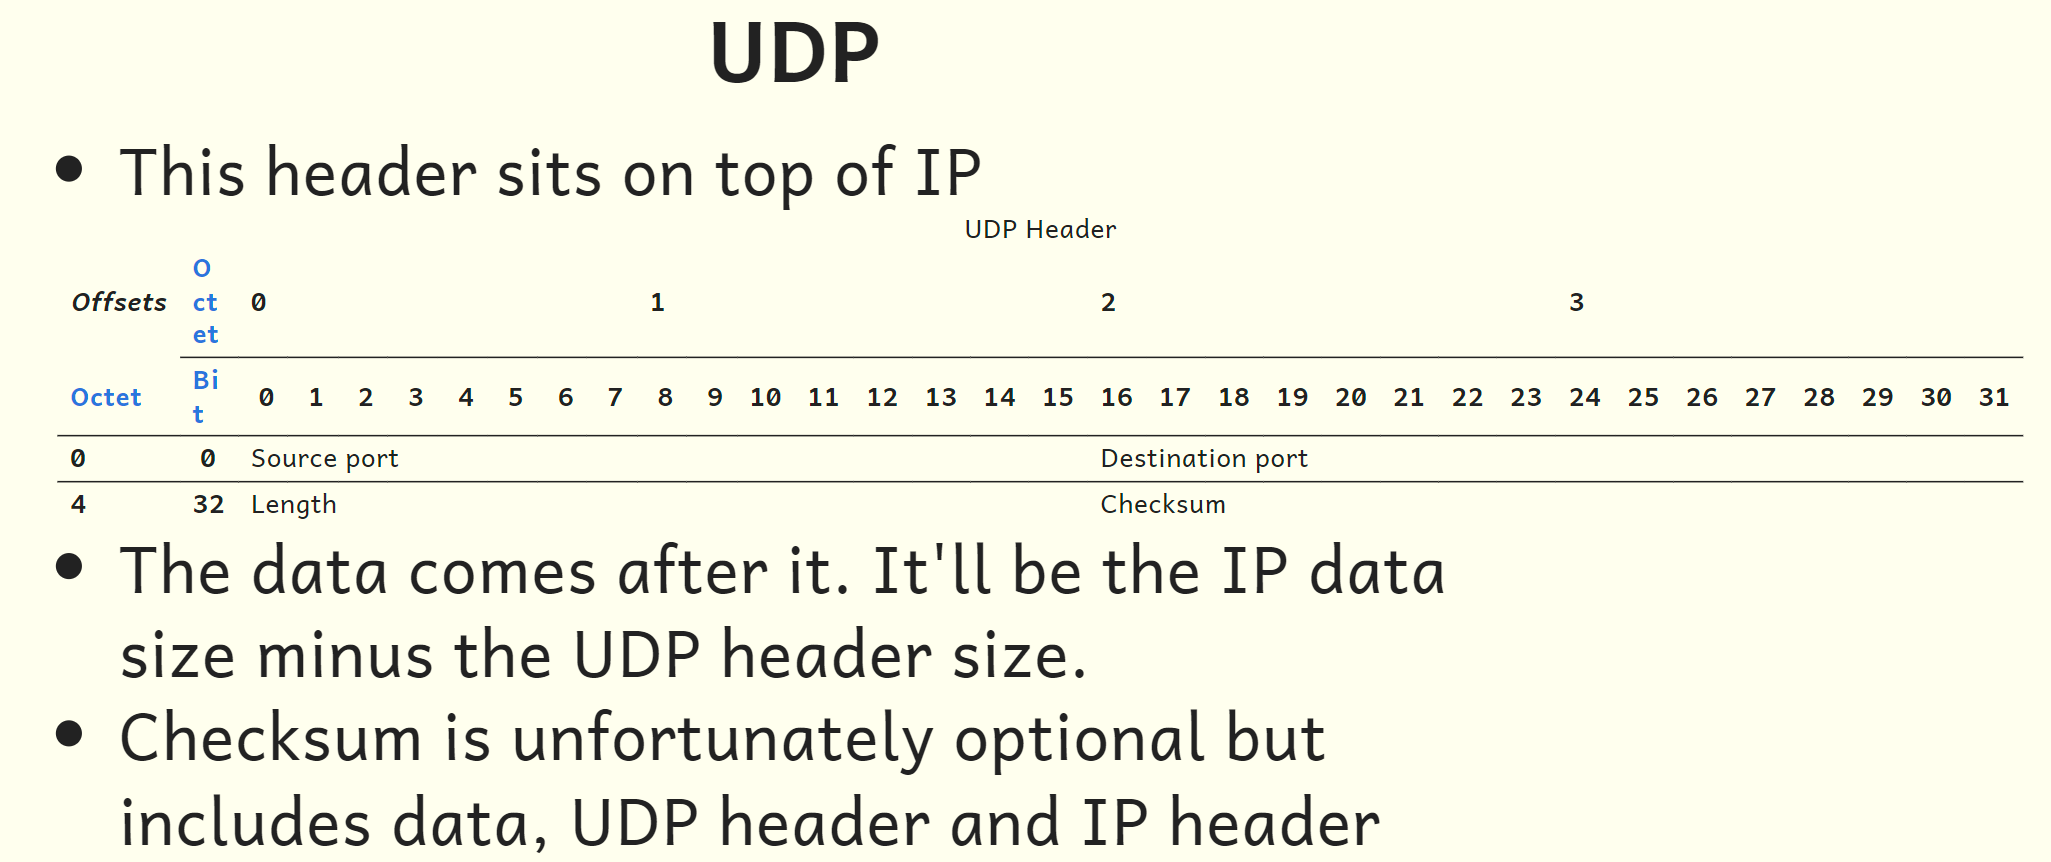 UDP
• This header sits on top of IP
UDP Header
Offsets Octet 0 1 2 3
Octet Bit 0 1 2 3 4 5 6 7 8 9 10 11 12 13 14 15 16 17 18 19 20 21 22 23 24 25 26 27 28 29 30 31
0 0 Source port Destination port
4 32 Length Checksum
• The data comes after it. It'll be the IP data
size minus the UDP header size.
• Checksum is unfortunately optional but
includes data, UDP header and IP header